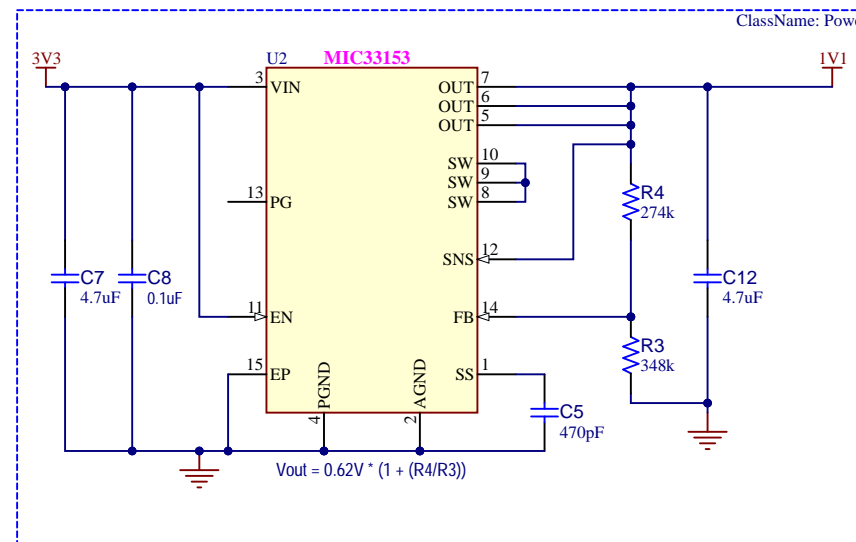 ClassName: Powe
3V3
U2
MIC33153
1V1
3
VIN
OUT
7
OUT
6
OUT
5
SW
10
SW
9
SW
8
13
PG
R4
274k
SNS
12
C7
4.7uF
C8
0.1uF
C12
4.7uF
11
EN
FB
14
R3
348k
15
EP
PGND
4
AGND
2
SS
1
C5
470pF
Vout = 0.62V * (1 + (R4/R3))